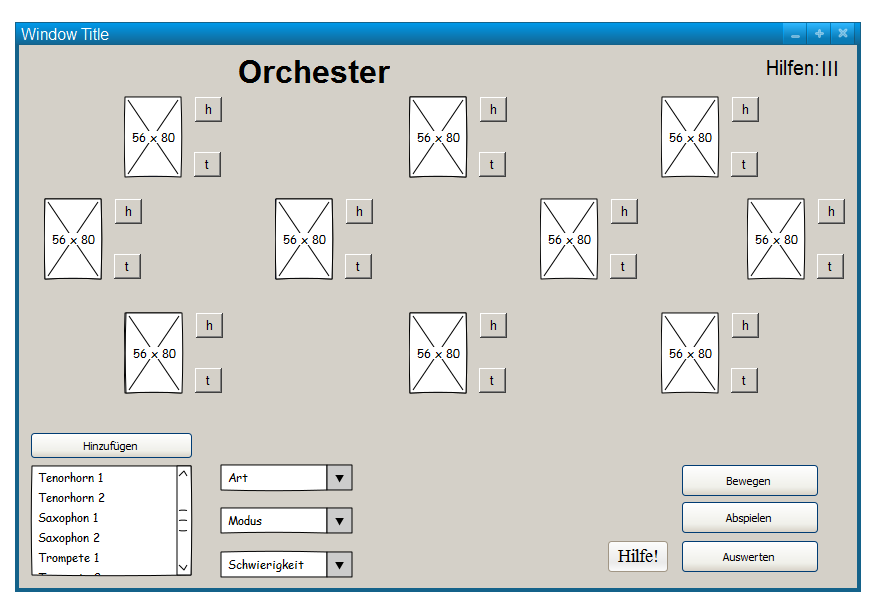 Window Title
Orchester
Hilfen: III
56 x 80 h 56 x 80 h 56 x 80 h
t t t
56 x 80 h 56 x 80 h 56 x 80 h 56 x 80 h
t t t t
56 x 80 h 56 x 80 h 56 x 80 h
t t t
Hinzufügen
Tenorhorn 1
Tenorhorn 2
Saxophon 1
Saxophon 2
Trompete 1
Art
Modus
Schwierigkeit
Bewegen
Abspielen
Hilfe!
Auswerten